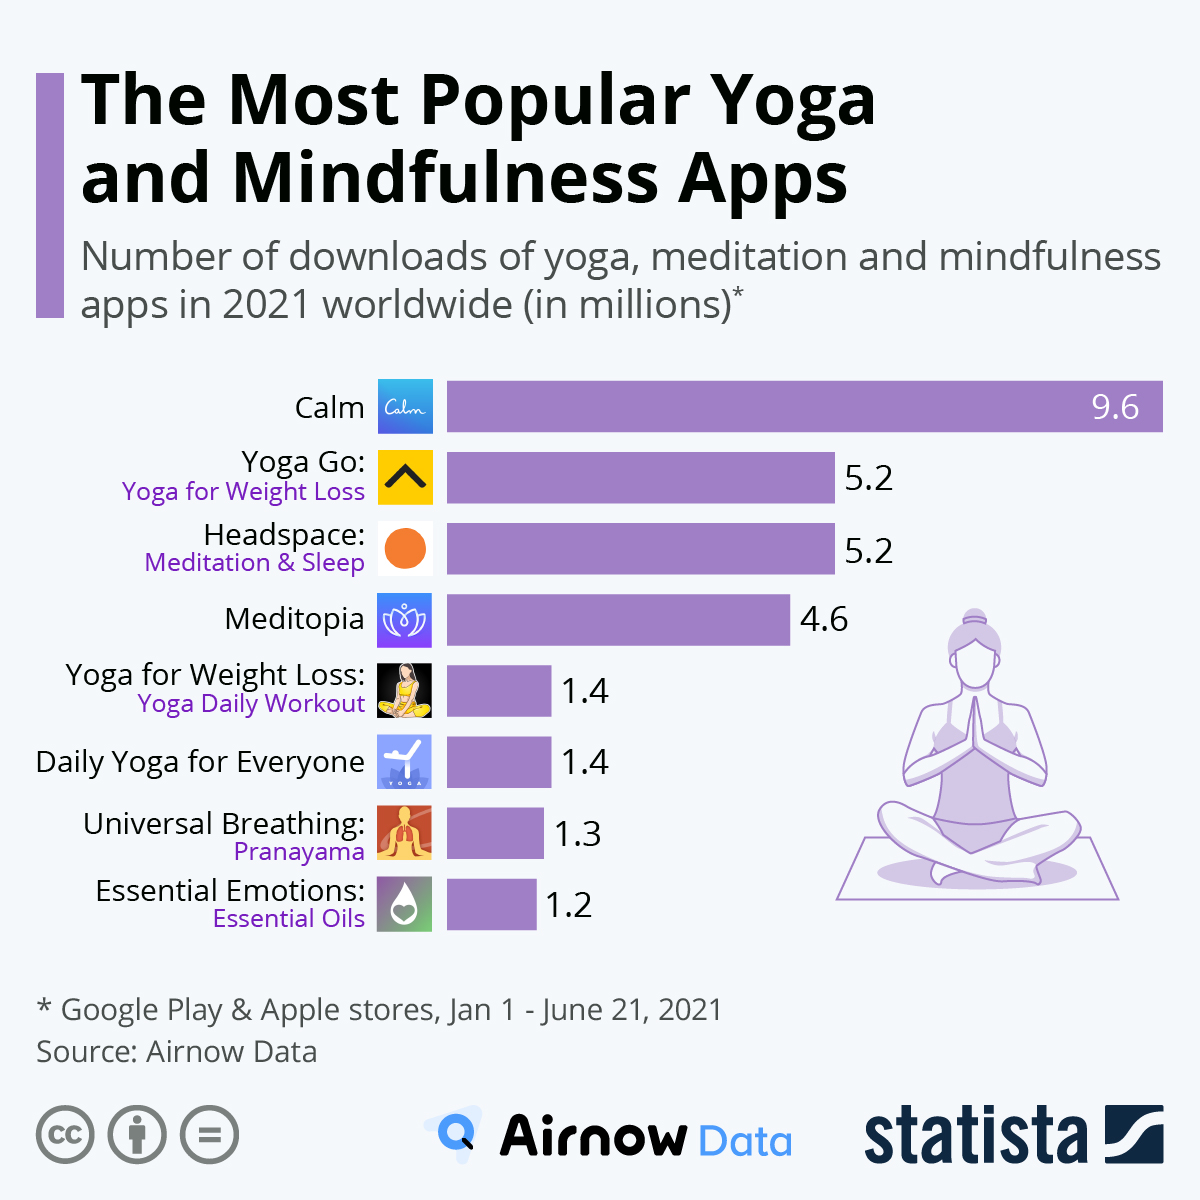 The Most Popular Yoga
and Mindfulness Apps
Number of downloads of yoga, meditation and mindfulness
apps in 2021 worldwide (in millions)*
Calm
Calm
9.6
Yoga Go:
Yoga for Weight Loss
5.2
Headspace:
Meditation & Sleep
5.2
Meditopia
4.6
Yoga for Weight Loss:
Yoga Daily Workout
1.4
Daily Yoga for Everyone
YOGA
1.4
Universal Breathing:
Pranayama
1.3
Essential Emotions:
Essential Oils
1.2
* Google Play & Apple stores, Jan 1 - June 21, 2021
Source: Airnow Data
cc
Airnow Data
statista